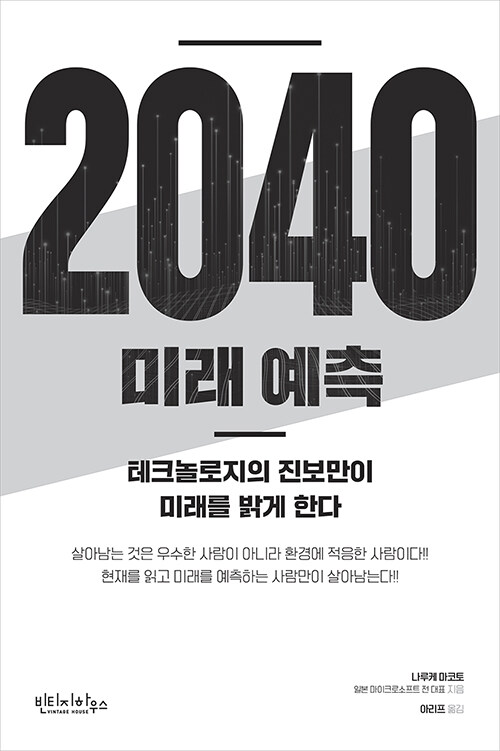 2040
미래 예측
테크놀로지의 진보만이
미래를 밝게 한다
살아남는 것은 우수한 사람이 아니라 환경에 적응한 사람이다!!
현재를 읽고 미래를 예측하는 사람만이 살아남는다!!
나루케 마코토
일본 마이크로소프트 전 대표 지음
아리프 옮김
빈티지하우스
VINTAGE HOUSE